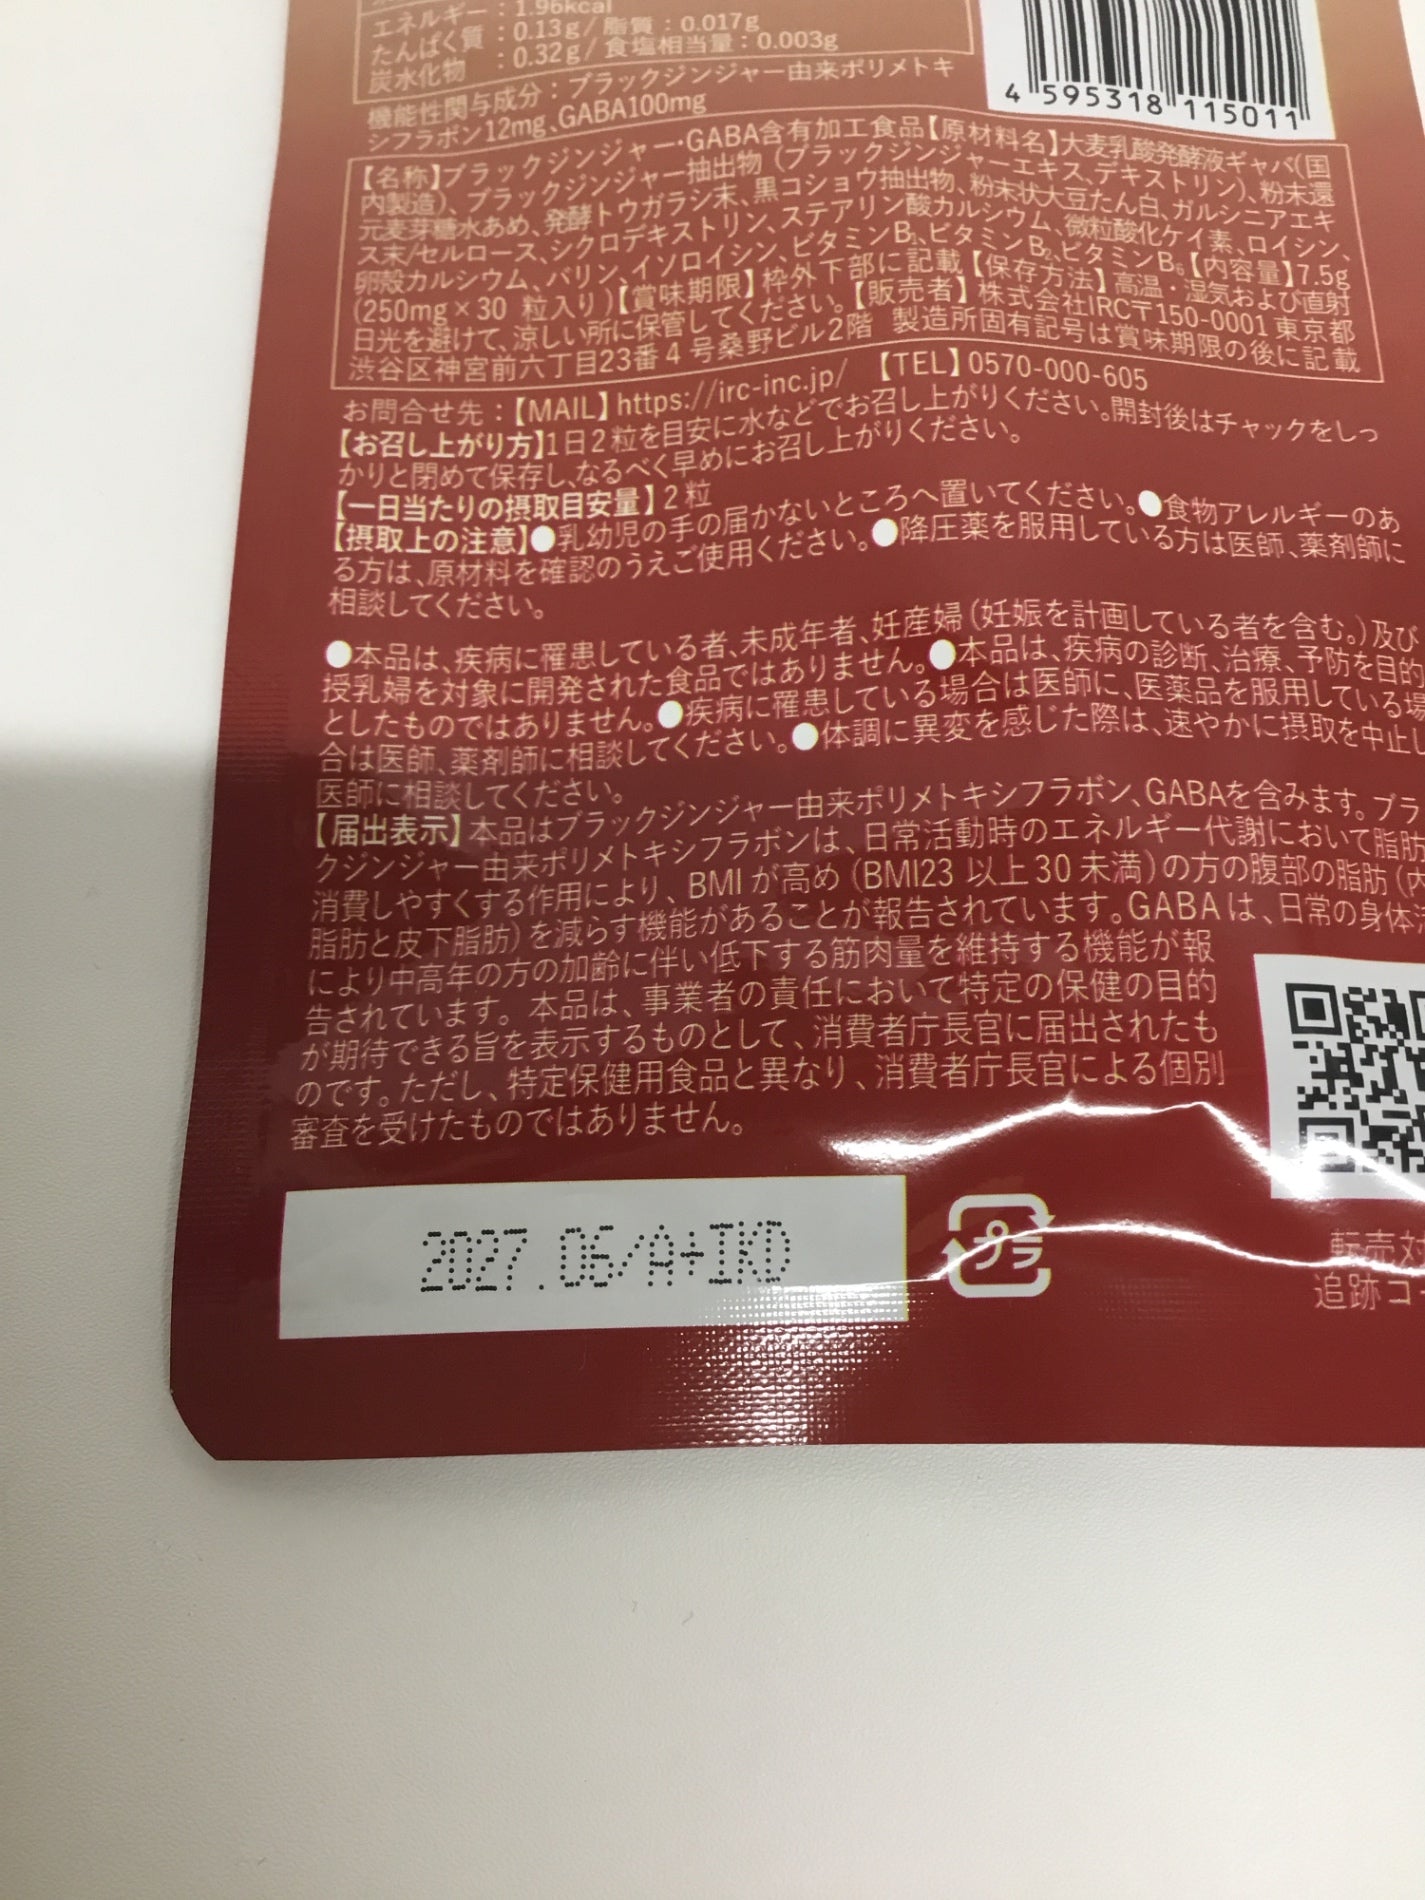 エネルギー:1.96kcal
たんぱく質:0.13g/脂質:0.017g
炭水化物:0.32g/食塩相当量:0.003g
機能性関与成分:ブラックジンジャー由来ポリメトキ
シフラボン12mg、GABA100mg
4 595318 115011
【名称】ブラックジンジャー・GABA含有加工食品【原材料名】大麦乳酸発酵液ギャバ(国
内製造)、ブラックジンジャー抽出物(ブラックジンジャーエキス、デキストリン)、粉末還
元麦芽糖水あめ、発酵トウガラシ末、黒コショウ抽出物、粉末状大豆たん白、ガルシニアエキ
ス末/セルロース、シクロデキストリン、ステアリン酸カルシウム、微粒酸化ケイ素、ロイシン、
卵殻カルシウム、バリン、イソロイシン、ビタミンB₁、ビタミンB₂、ビタミンB₆【内容量】7.5g
(250mg×30 粒入り)【賞味期限】枠外下部に記載【保存方法】高温・湿気および直射
日光を避けて、涼しい所に保管してください。【販売者】株式会社IRC〒150-0001東京都
渋谷区神宮前六丁目23番4号桑野ビル2階 製造所固有記号は賞味期限の後に記載
お問合せ先:【MAIL】https://irc-inc.jp/ 【TEL】0570-000-605
【お召し上がり方】1日2粒を目安に水などでお召し上がりください。開封後はチャックをしっ
かりと閉めて保存し、なるべく早めにお召し上がりください。
【一日当たりの摂取目安量】2粒
【摂取上の注意】●乳幼児の手の届かないところへ置いてください。●食物アレルギーのあ
る方は、原材料を確認のうえご使用ください。●降圧薬を服用している方は医師、薬剤師に
相談してください。
●本品は、疾病に罹患している者、未成年者、妊産婦(妊娠を計画している者を含む。)及び
授乳婦を対象に開発された食品ではありません。●本品は、疾病の診断、治療、予防を目的
としたものではありません。●疾病に罹患している場合は医師に、医薬品を服用している場
合は医師、薬剤師に相談してください。●体調に異変を感じた際は、速やかに摂取を中止し
医師に相談してください。
【届出表示】本品はブラックジンジャー由来ポリメトキシフラボン、GABAを含みます。ブラ
クジンジャー由来ポリメトキシフラボンは、日常活動時のエネルギー代謝において脂肪
消費しやすくする作用により、BMIが高め(BMI23以上30未満)の方の腹部の脂肪(内
脂肪と皮下脂肪)を減らす機能があることが報告されています。GABAは、日常の身体活
により中高年の方の加齢に伴い低下する筋肉量を維持する機能が報
告されています。本品は、事業者の責任において特定の保健の目的
が期待できる旨を表示するものとして、消費者庁長官に届出されたも
のです。ただし、特定保健用食品と異なり、消費者庁長官による個別
審査を受けたものではありません。
2027.05/A+IKD
プラ
転売対
追跡コ